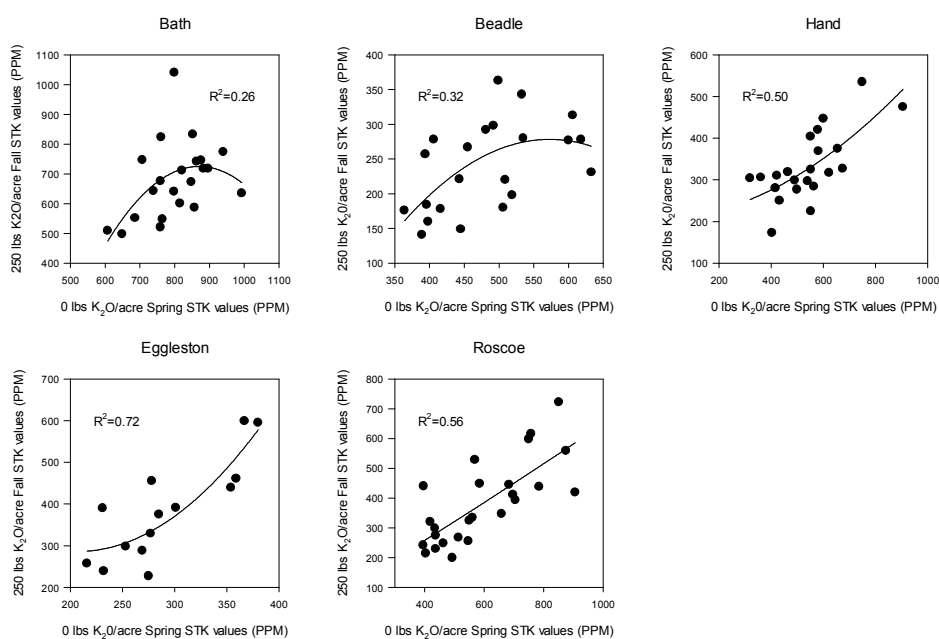 Bath
250 lbs K2O/acre Fall STK values (PPM)
1100
1000
900
800
700
600
500
400
R²=0.26
500 600 700 800 900 1000 1100
0 lbs K₂O/acre Spring STK values (PPM)
Beadle
250 lbs K₂0/acre Fall STK values (PPM)
400
350
300
250
200
150
100
R²=0.32
350 400 450 500 550 600 650
0 lbs K₂O/acre Spring STK values (PPM)
Hand
250 lbs K₂0/acre Fall STK values (PPM)
600
500
400
300
200
100
R²=0.50
200 400 600 800 1000
0 lbs K₂0/acre Spring STK values (PPM)
Eggleston
250 lbs K₂O/acre Fall STK values (PPM)
700
600
500
400
300
200
R²=0.72
200 250 300 350 400
0 lbs K₂0/acre Spring STK values (PPM)
Roscoe
250 lbs K₂O/acre Fall STK values (PPM)
800
700
600
500
400
300
200
100
R²=0.56
400 600 800 1000
0 lbs K₂O/acre Spring STK values (PPM)